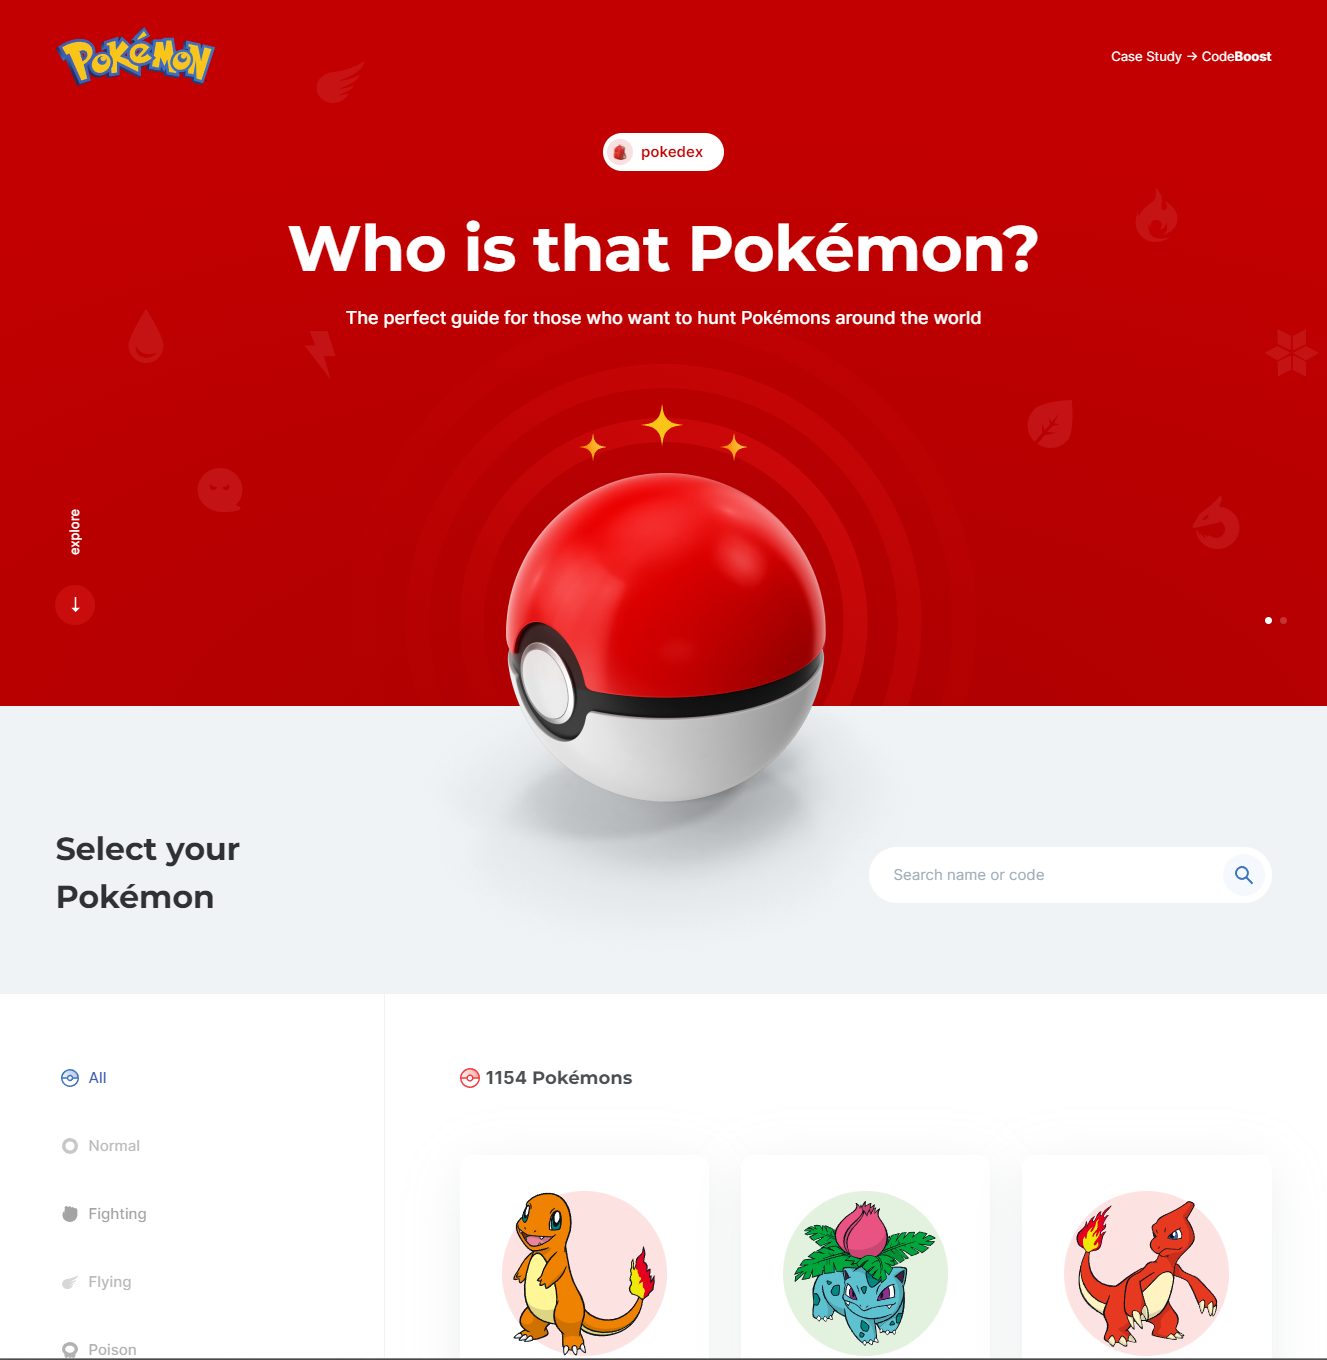 Pokémon
Case Study → CodeBoost
pokedex
Who is that Pokémon?
The perfect guide for those who want to hunt Pokémons around the world
explore
Select your
Pokémon
Search name or code
All
1154 Pokémons
Normal
Fighting
Flying
Poison